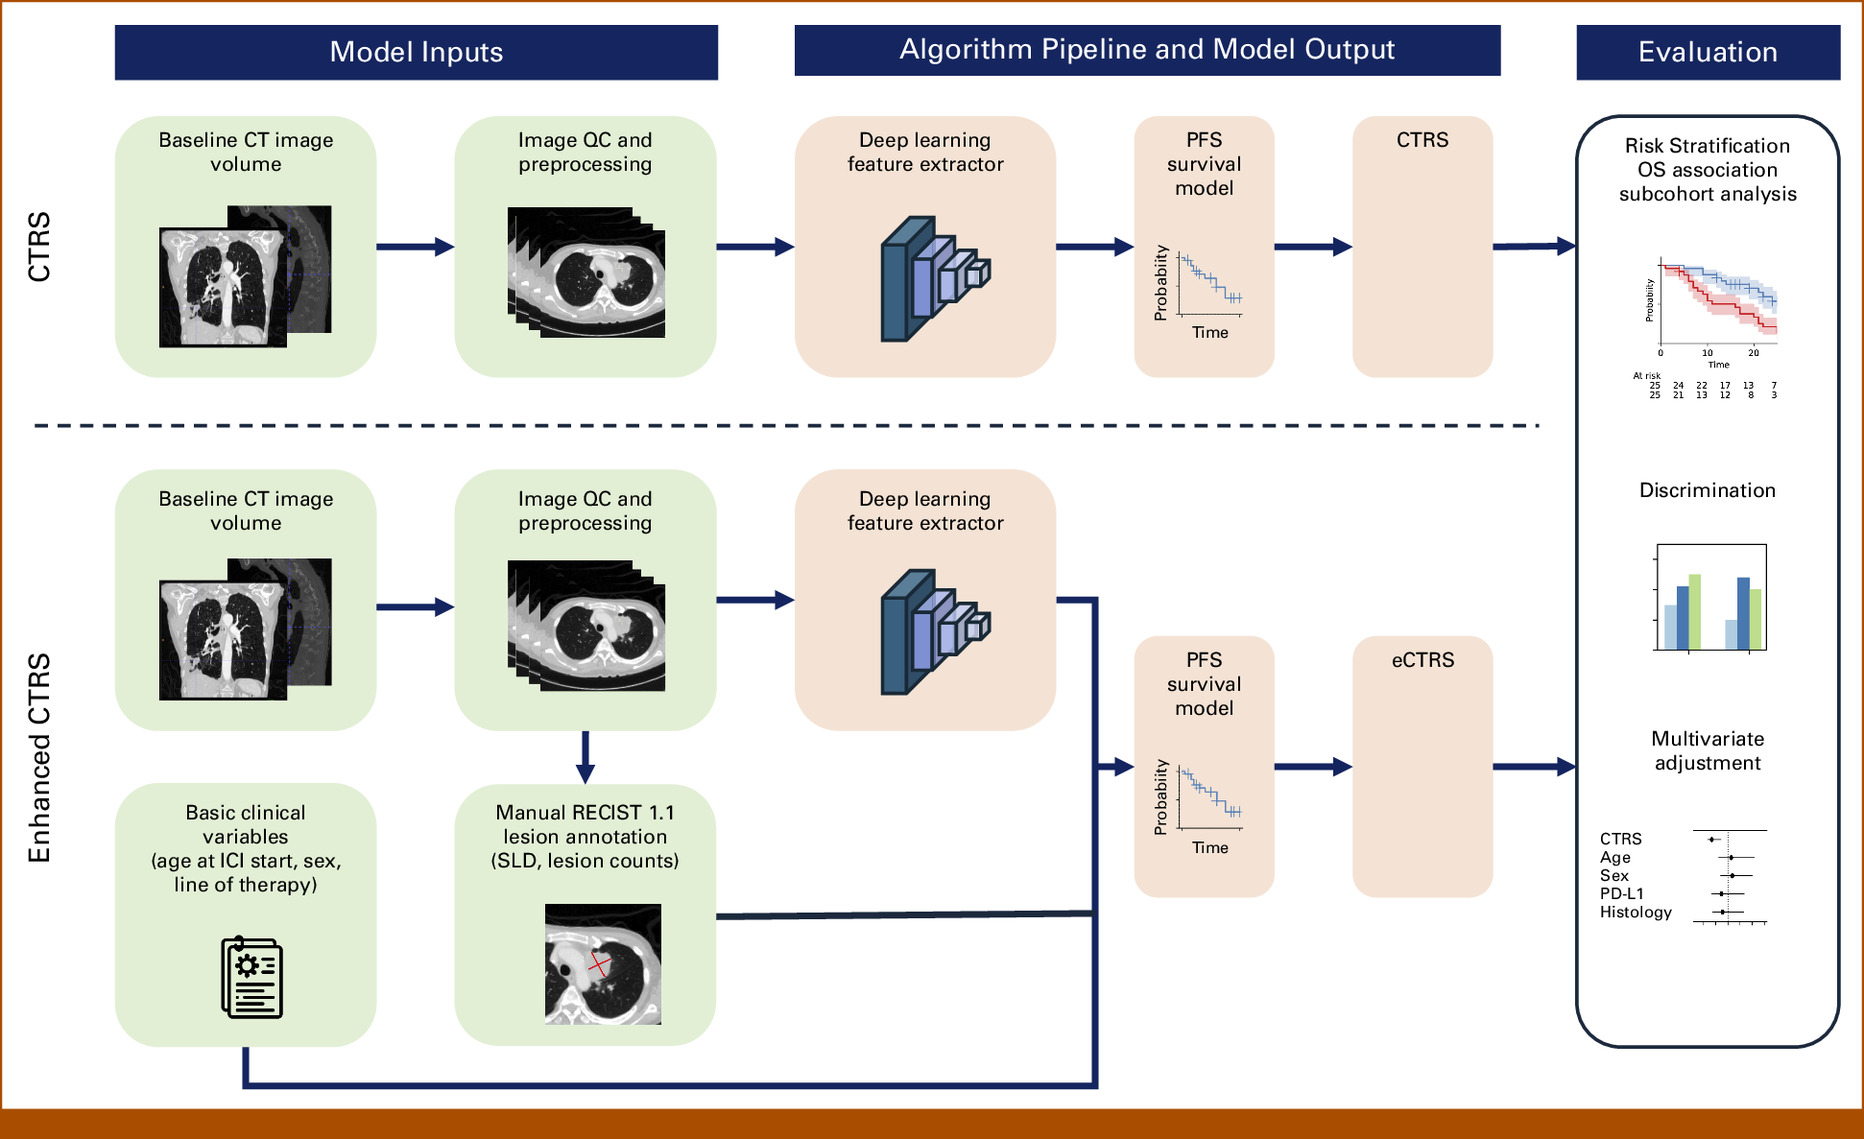 Model Inputs
Algorithm Pipeline and Model Output
Evaluation
CTRS
Baseline CT image
volume
Image QC and
preprocessing
Deep learning
feature extractor
PFS
survival
model
Probability
Time
CTRS
Risk Stratification
OS association
subcohort analysis
Probability
0 10 20
Time
At risk
25 24 22 17 13 7
25 21 13 12 8 3
Enhanced CTRS
Baseline CT image
volume
Image QC and
preprocessing
Deep learning
feature extractor
Basic clinical
variables
(age at ICI start, sex,
line of therapy)
Manual RECIST 1.1
lesion annotation
(SLD, lesion counts)
PFS
survival
model
Probability
Time
eCTRS
Discrimination
Multivariate
adjustment
CTRS
Age
Sex
PD-L1
Histology